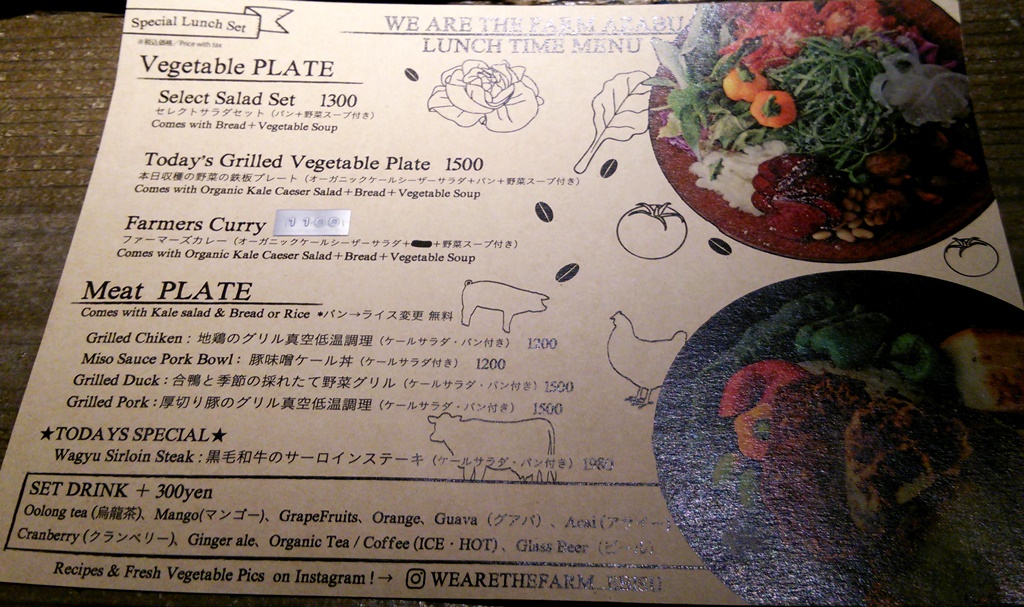 Special Lunch Set
※税込価格／Price with tax
WE ARE THE FARM AZABU
LUNCH TIME MENU
Vegetable PLATE
Select Salad Set 1300
セレクトサラダセット（パン＋野菜スープ付き）
Comes with Bread＋Vegetable Soup
Today's Grilled Vegetable Plate 1500
本日収穫の野菜の鉄板プレート（オーガニックケールシーザーサラダ＋パン＋野菜スープ付き）
Comes with Organic Kale Caeser Salad＋Bread＋Vegetable Soup
Farmers Curry 1100
ファーマーズカレー（オーガニックケールシーザーサラダ＋ ＋野菜スープ付き）
Comes with Organic Kale Caeser Salad＋Bread＋Vegetable Soup
Meat PLATE
Comes with Kale salad & Bread or Rice *パン→ライス変更 無料
Grilled Chiken : 地鶏のグリル真空低温調理（ケールサラダ・パン付き） 1200
Miso Sauce Pork Bowl : 豚味噌ケール丼（ケールサラダ付き） 1200
Grilled Duck : 合鴨と季節の採れたて野菜グリル（ケールサラダ・パン付き） 1500
Grilled Pork : 厚切り豚のグリル真空低温調理（ケールサラダ・パン付き） 1500
★TODAYS SPECIAL★
Wagyu Sirloin Steak : 黒毛和牛のサーロインステーキ（ケールサラダ・パン付き） 1980
SET DRINK + 300yen
Oolong tea (烏龍茶)、Mango(マンゴー)、GrapeFruits、Orange、Guava（グアバ）、Acai
Cranberry (クランベリー)、Ginger ale、Organic Tea / Coffee (ICE・HOT)、Glass Beer（ビール）
Recipes & Fresh Vegetable Pics on Instagram ! → WEARETHEFARM_